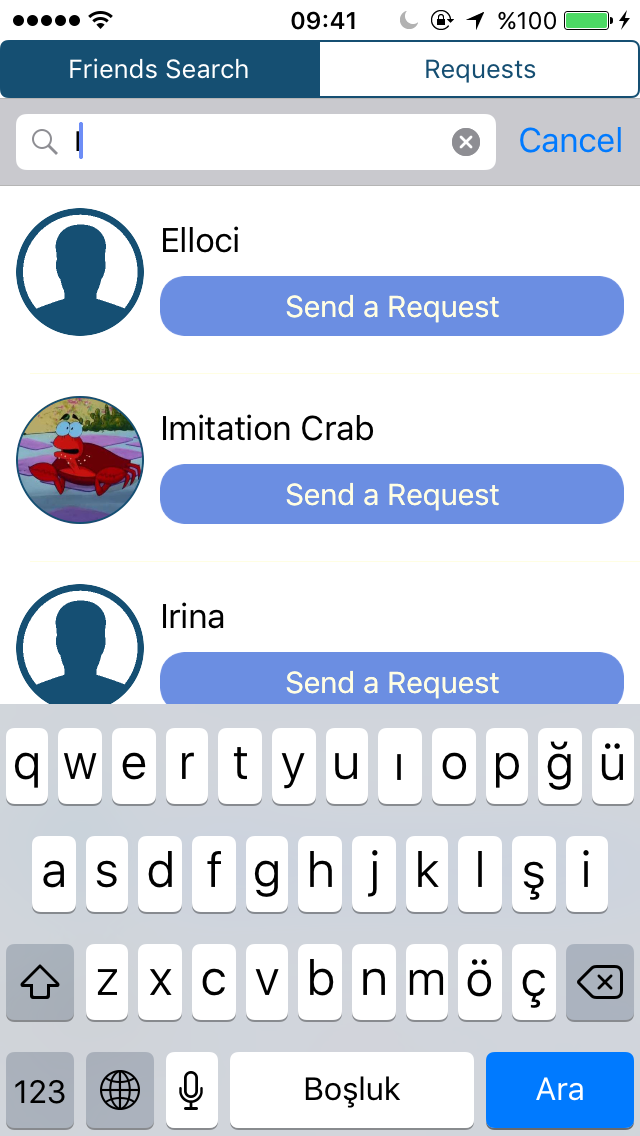 09:41 %100
Friends Search Requests
I Cancel
Elloci
Send a Request
Imitation Crab
Send a Request
Irina
Send a Request
q w e r t y u ı o p ğ ü
a s d f g h j k l ş i
z x c v b n m ö ç
123 Boşluk Ara